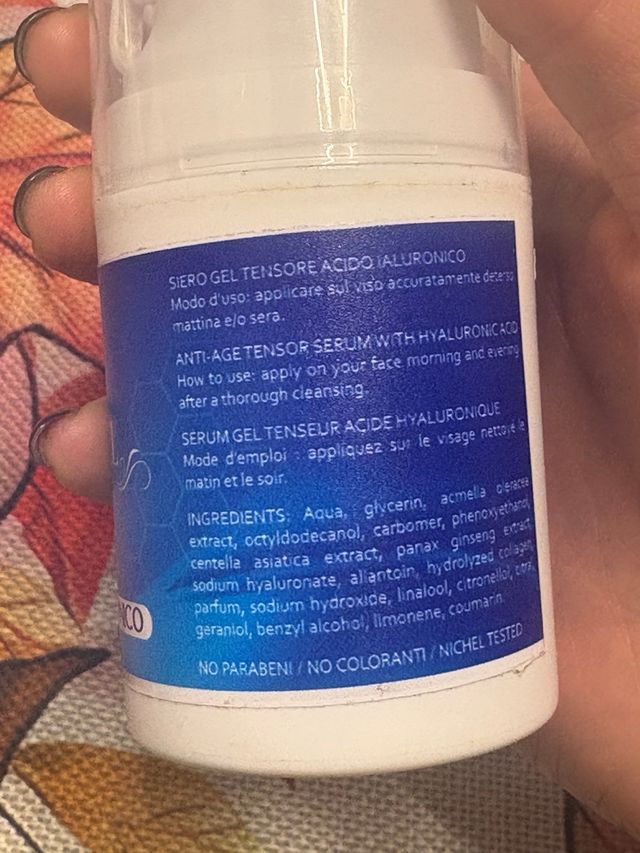 SIERO GEL TENSORE ACIDO IALURONICO
Modo d'uso: applicare sul viso accuratamente deterso
mattina e/o sera.
ANTI-AGE TENSOR SERUM WITH HYALURONIC ACID
How to use: apply on your face morning and evening
after a thorough cleansing.
SERUM GEL TENSEUR ACIDE HYALURONIQUE
Mode d'emploi : appliquez sur le visage nettoyé le
matin et le soir.
INGREDIENTS: Aqua, glycerin, acmella oleracea
extract, octyldodecanol, carbomer, phenoxyethanol,
centella asiatica extract, panax ginseng extract,
sodium hyaluronate, allantoin, hydrolyzed collagen,
parfum, sodium hydroxide, linalool, citronellol, citral,
geraniol, benzyl alcohol, limonene, coumarin.
NO PARABENI / NO COLORANTI / NICHEL TESTED